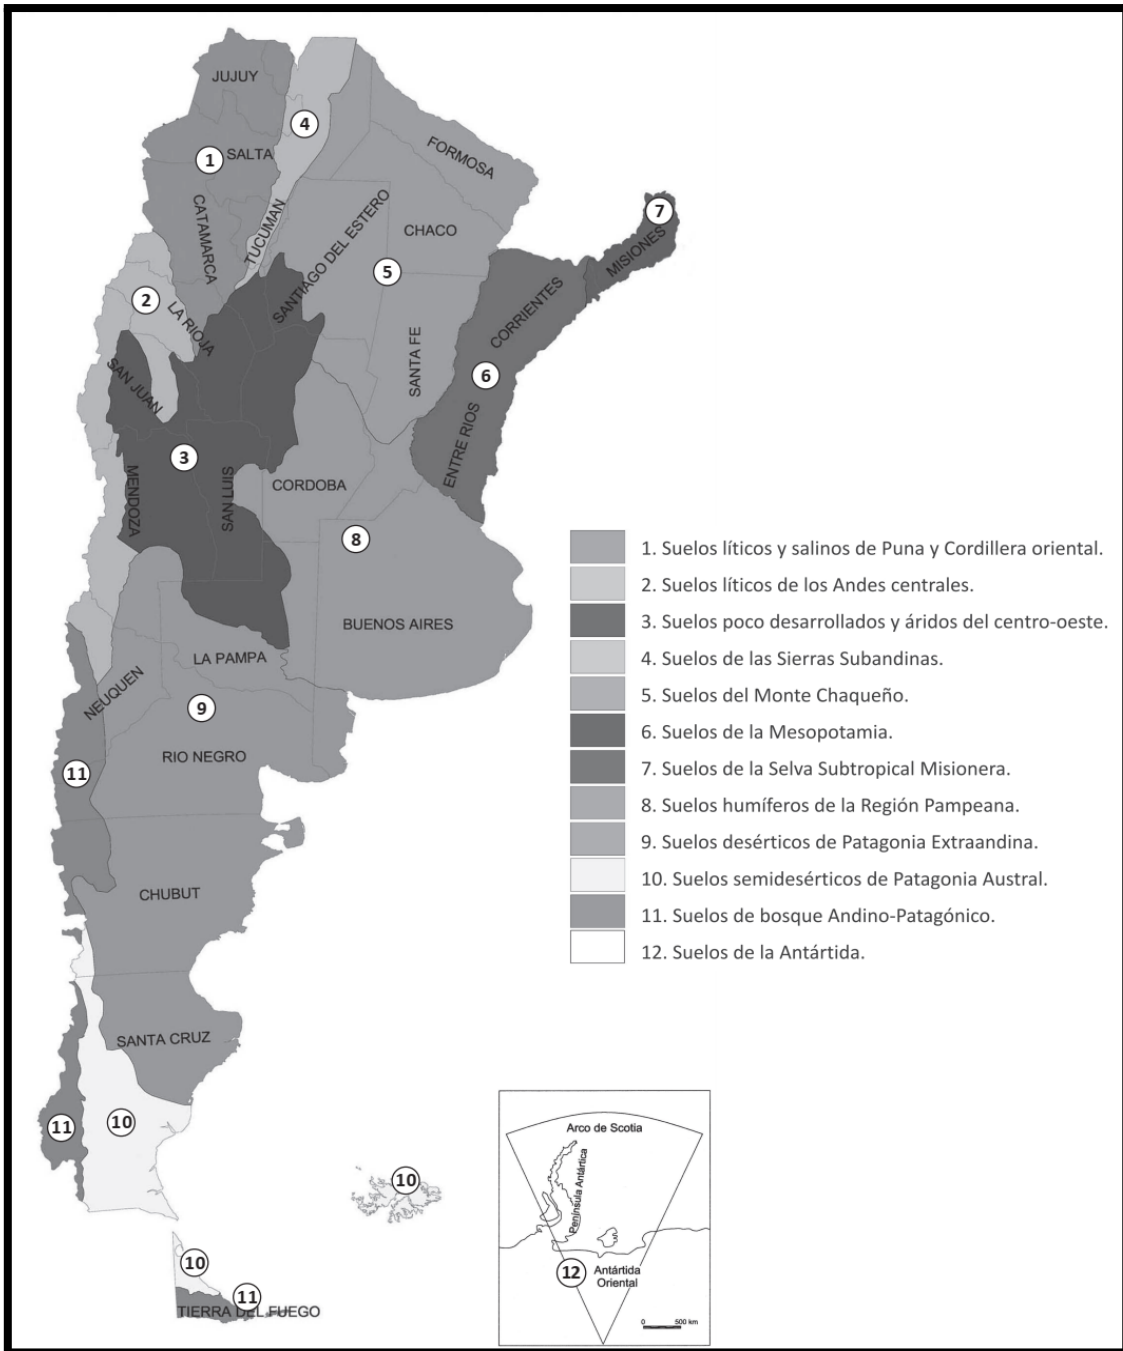 JUJUY
4
FORMOSA
1
SALTA
7
CATAMARCA
TUCUMAN
SANTIAGO DEL ESTERO
CHACO
MISIONES
5
2
LA RIOJA
CORRIENTES
SAN JUAN
SANTA FE
6
ENTRE RIOS
3
MENDOZA
SAN LUIS
CORDOBA
8
BUENOS AIRES
LA PAMPA
NEUQUEN
9
RIO NEGRO
11
CHUBUT
SANTA CRUZ
10
11
10
10
11
TIERRA DEL FUEGO
1. Suelos líticos y salinos de Puna y Cordillera oriental.
2. Suelos líticos de los Andes centrales.
3. Suelos poco desarrollados y áridos del centro-oeste.
4. Suelos de las Sierras Subandinas.
5. Suelos del Monte Chaqueño.
6. Suelos de la Mesopotamia.
7. Suelos de la Selva Subtropical Misionera.
8. Suelos humíferos de la Región Pampeana.
9. Suelos desérticos de Patagonia Extraandina.
10. Suelos semidesérticos de Patagonia Austral.
11. Suelos de bosque Andino-Patagónico.
12. Suelos de la Antártida.
Arco de Scotia
Península Antártica
12
Antártida
Oriental
0 500 km